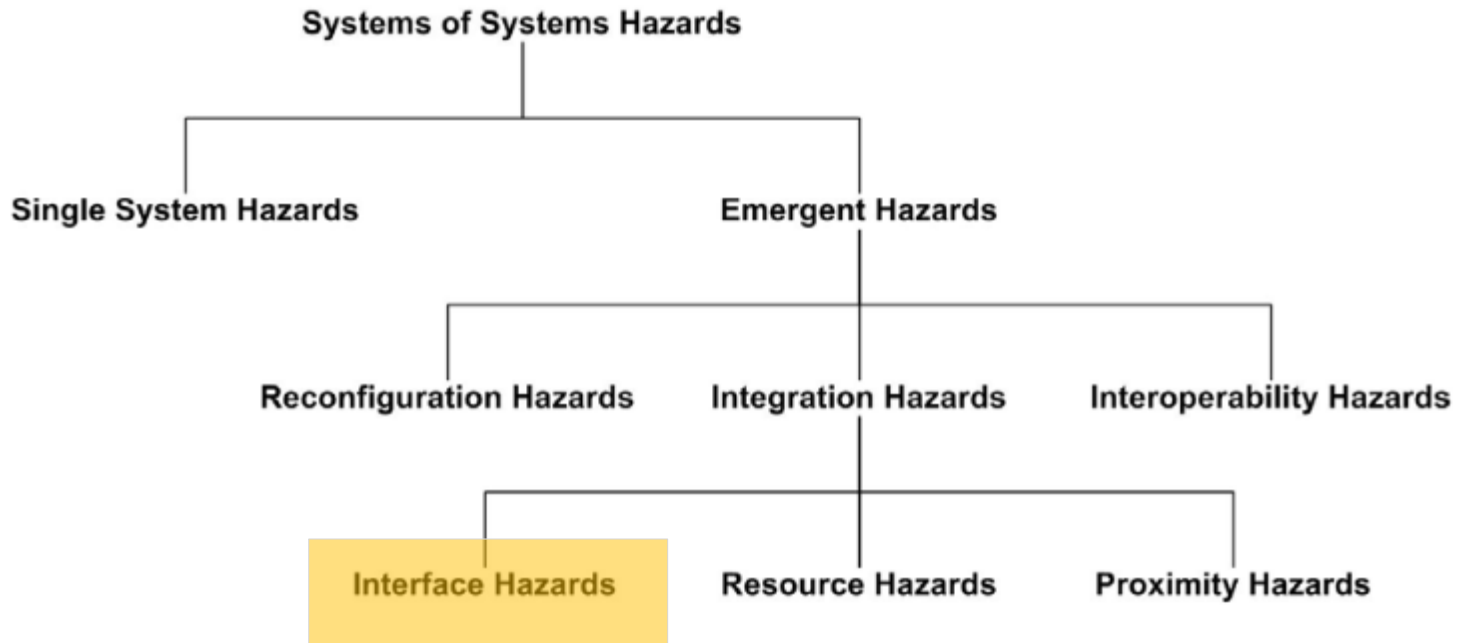 Systems of Systems Hazards
Single System Hazards
Emergent Hazards
Reconfiguration Hazards
Integration Hazards
Interoperability Hazards
Interface Hazards
Resource Hazards
Proximity Hazards